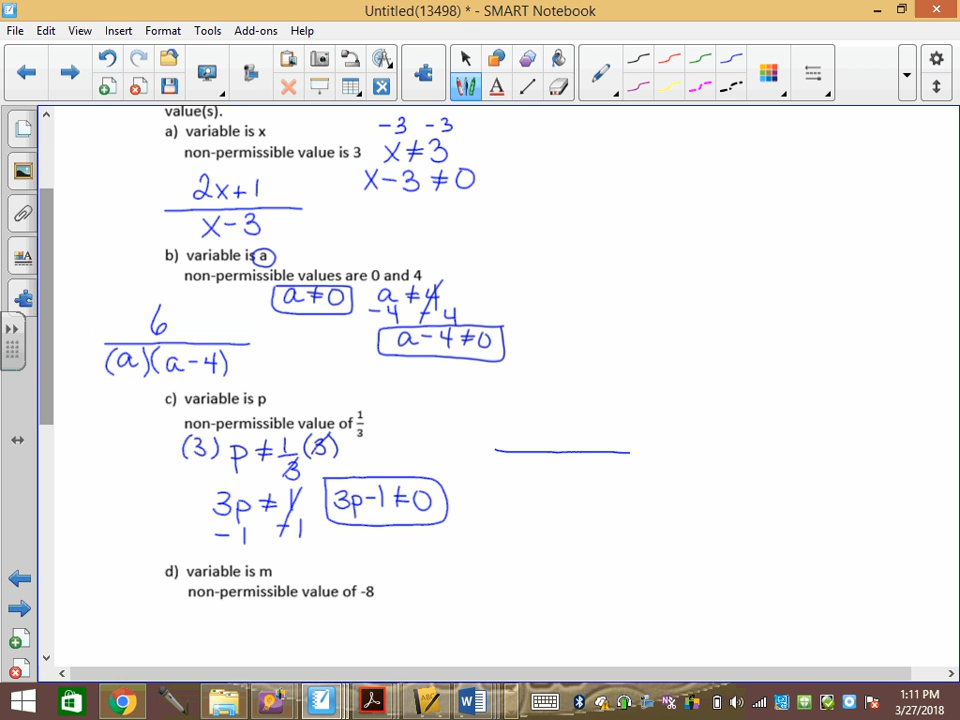 Untitled(13498) * - SMART Notebook
File Edit View Insert Format Tools Add-ons Help
value(s).
a) variable is x
non-permissible value is 3
-3 -3
x ≠ 3
x - 3 ≠ 0
2x + 1
x - 3
b) variable is a
non-permissible values are 0 and 4
a ≠ 0
a ≠ 4
-4 -4
a - 4 ≠ 0
6
(a)(a - 4)
c) variable is p
non-permissible value of 1/3
(3) p ≠ 1/3 (3)
3p ≠ 1
-1 -1
3p - 1 ≠ 0
d) variable is m
non-permissible value of -8
1:11 PM
3/27/2018